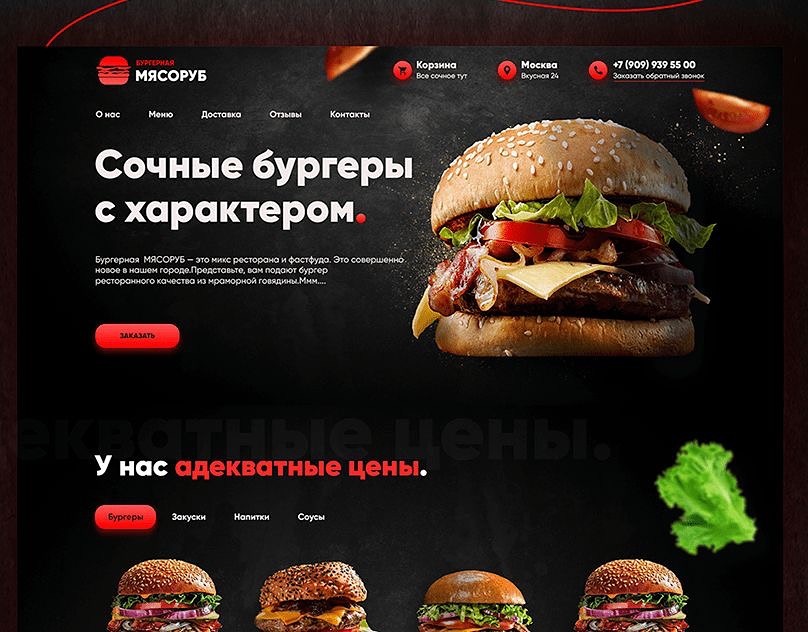 БУРГЕРНАЯ
МЯСОРУБ
Корзина
Все сочное тут
Москва
Вкусная 24
+7 (909) 939 55 00
Заказать обратный звонок
О нас
Меню
Доставка
Отзывы
Контакты
Сочные бургеры
с характером.
Бургерная МЯСОРУБ — это микс ресторана и фастфуда. Это совершенно
новое в нашем городе.Представьте, вам подают бургер
ресторанного качества из мраморной говядины.Ммм....
ЗАКАЗАТЬ
адекватные цены.
У нас адекватные цены.
Бургеры
Закуски
Напитки
Соусы